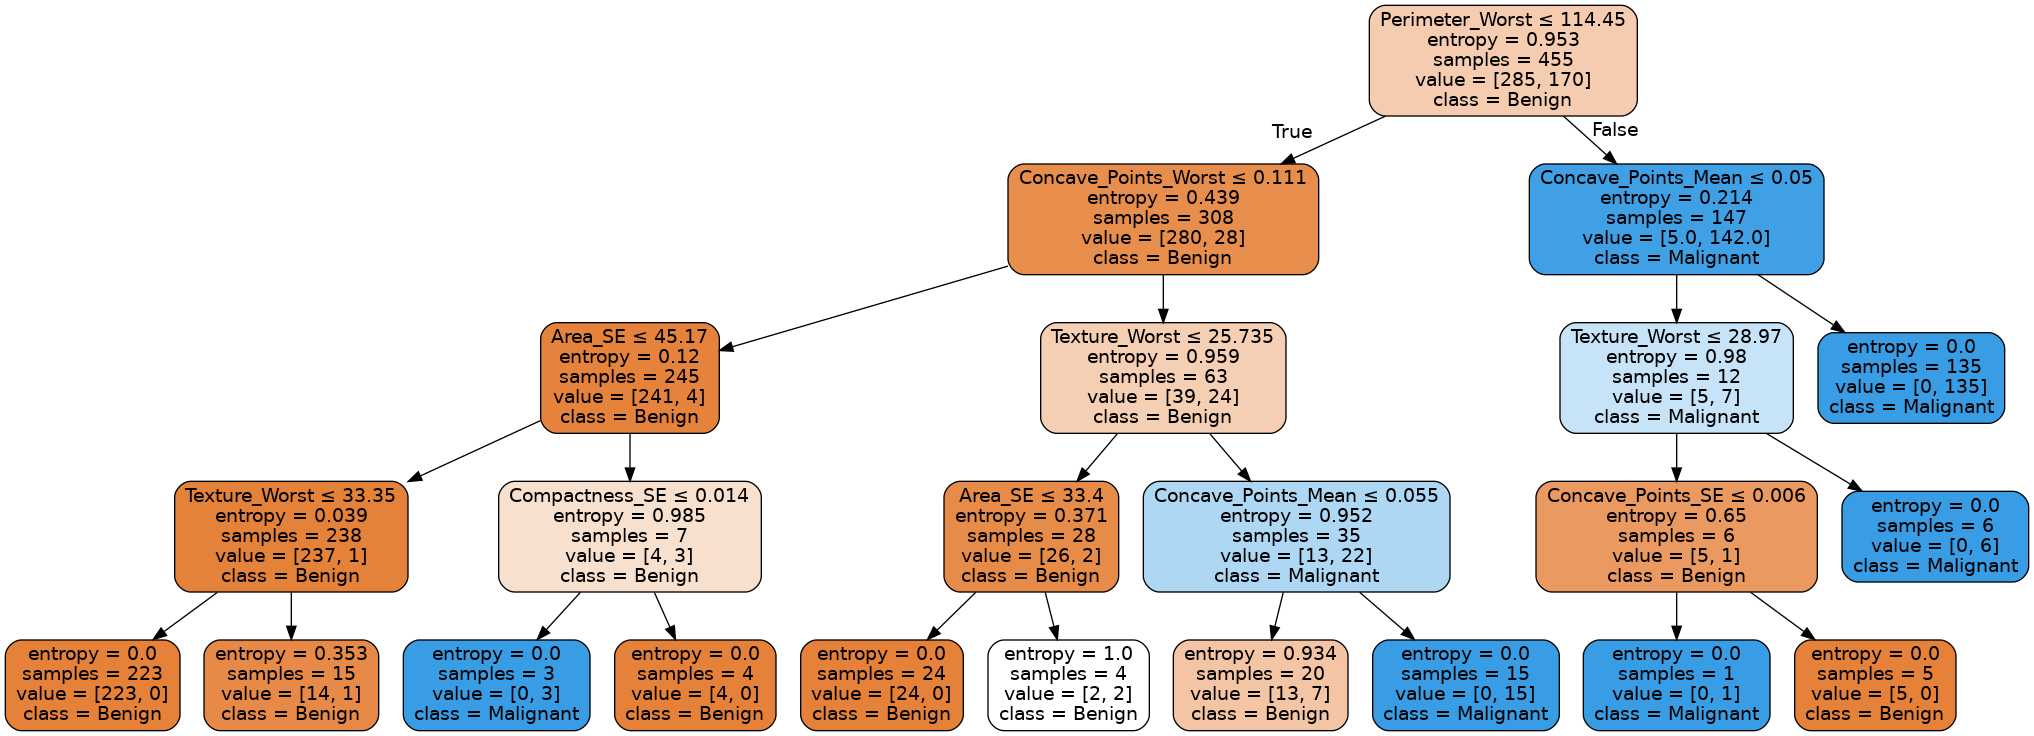 Perimeter_Worst ≤ 114.45
entropy = 0.953
samples = 455
value = [285, 170]
class = Benign
True
False
Concave_Points_Worst ≤ 0.111
entropy = 0.439
samples = 308
value = [280, 28]
class = Benign
Concave_Points_Mean ≤ 0.05
entropy = 0.214
samples = 147
value = [5.0, 142.0]
class = Malignant
Area_SE ≤ 45.17
entropy = 0.12
samples = 245
value = [241, 4]
class = Benign
Texture_Worst ≤ 25.735
entropy = 0.959
samples = 63
value = [39, 24]
class = Benign
Texture_Worst ≤ 28.97
entropy = 0.98
samples = 12
value = [5, 7]
class = Malignant
entropy = 0.0
samples = 135
value = [0, 135]
class = Malignant
Texture_Worst ≤ 33.35
entropy = 0.039
samples = 238
value = [237, 1]
class = Benign
Compactness_SE ≤ 0.014
entropy = 0.985
samples = 7
value = [4, 3]
class = Benign
Area_SE ≤ 33.4
entropy = 0.371
samples = 28
value = [26, 2]
class = Benign
Concave_Points_Mean ≤ 0.055
entropy = 0.952
samples = 35
value = [13, 22]
class = Malignant
Concave_Points_SE ≤ 0.006
entropy = 0.65
samples = 6
value = [5, 1]
class = Benign
entropy = 0.0
samples = 6
value = [0, 6]
class = Malignant
entropy = 0.0
samples = 223
value = [223, 0]
class = Benign
entropy = 0.353
samples = 15
value = [14, 1]
class = Benign
entropy = 0.0
samples = 3
value = [0, 3]
class = Malignant
entropy = 0.0
samples = 4
value = [4, 0]
class = Benign
entropy = 0.0
samples = 24
value = [24, 0]
class = Benign
entropy = 1.0
samples = 4
value = [2, 2]
class = Benign
entropy = 0.934
samples = 20
value = [13, 7]
class = Benign
entropy = 0.0
samples = 15
value = [0, 15]
class = Malignant
entropy = 0.0
samples = 1
value = [0, 1]
class = Malignant
entropy = 0.0
samples = 5
value = [5, 0]
class = Benign